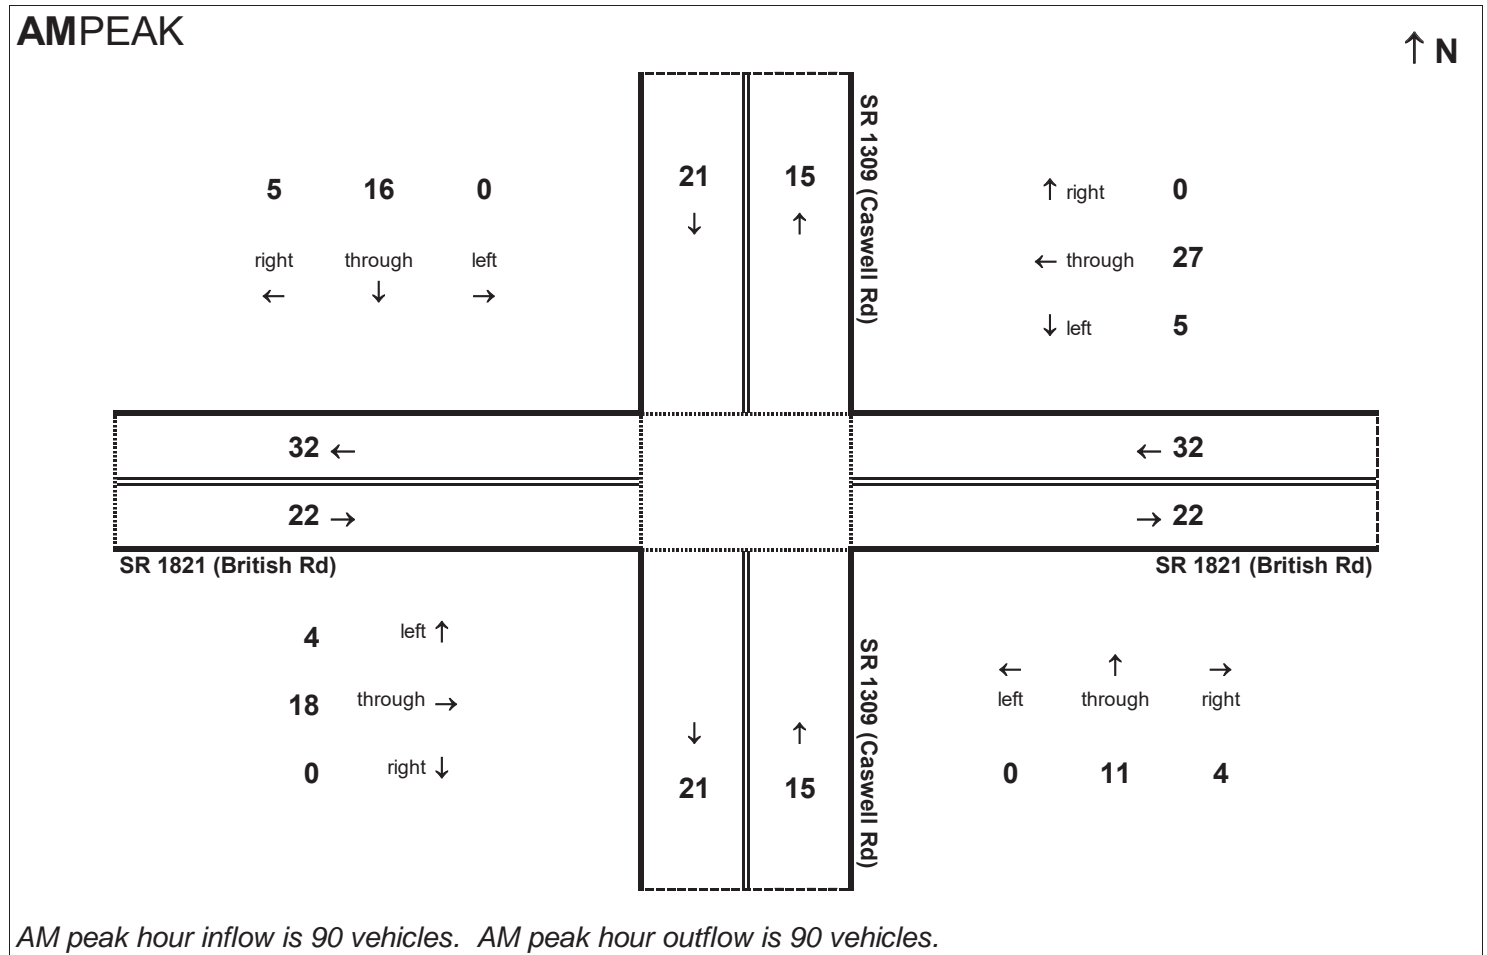 AMPEAK
↑ N
21 15
↓ ↑
SR 1309 (Caswell Rd)
5 16 0
right through left
← ↓ →
↑ right 0
← through 27
↓ left 5
32 ←
← 32
22 →
→ 22
SR 1821 (British Rd)
SR 1821 (British Rd)
4 left ↑
18 through →
0 right ↓
↓ ↑
21 15
SR 1309 (Caswell Rd)
← ↑ →
left through right
0 11 4
AM peak hour inflow is 90 vehicles. AM peak hour outflow is 90 vehicles.